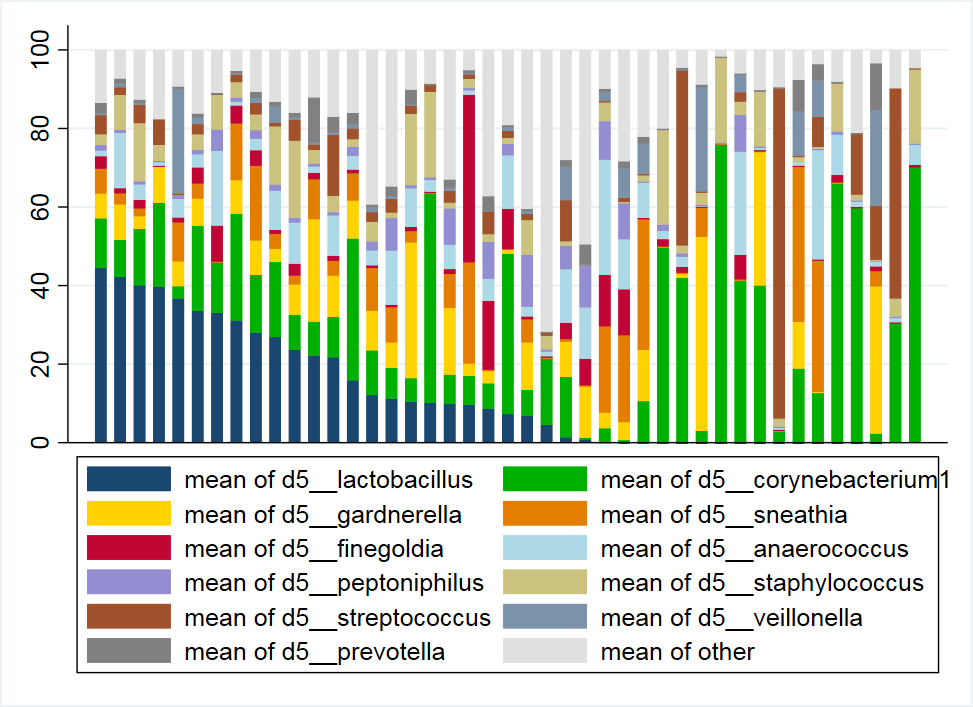 100
80
60
40
20
0
mean of d5__lactobacillus mean of d5__corynebacterium1
mean of d5__gardnerella mean of d5__sneathia
mean of d5__finegoldia mean of d5__anaerococcus
mean of d5__peptoniphilus mean of d5__staphylococcus
mean of d5__streptococcus mean of d5__veillonella
mean of d5__prevotella mean of other